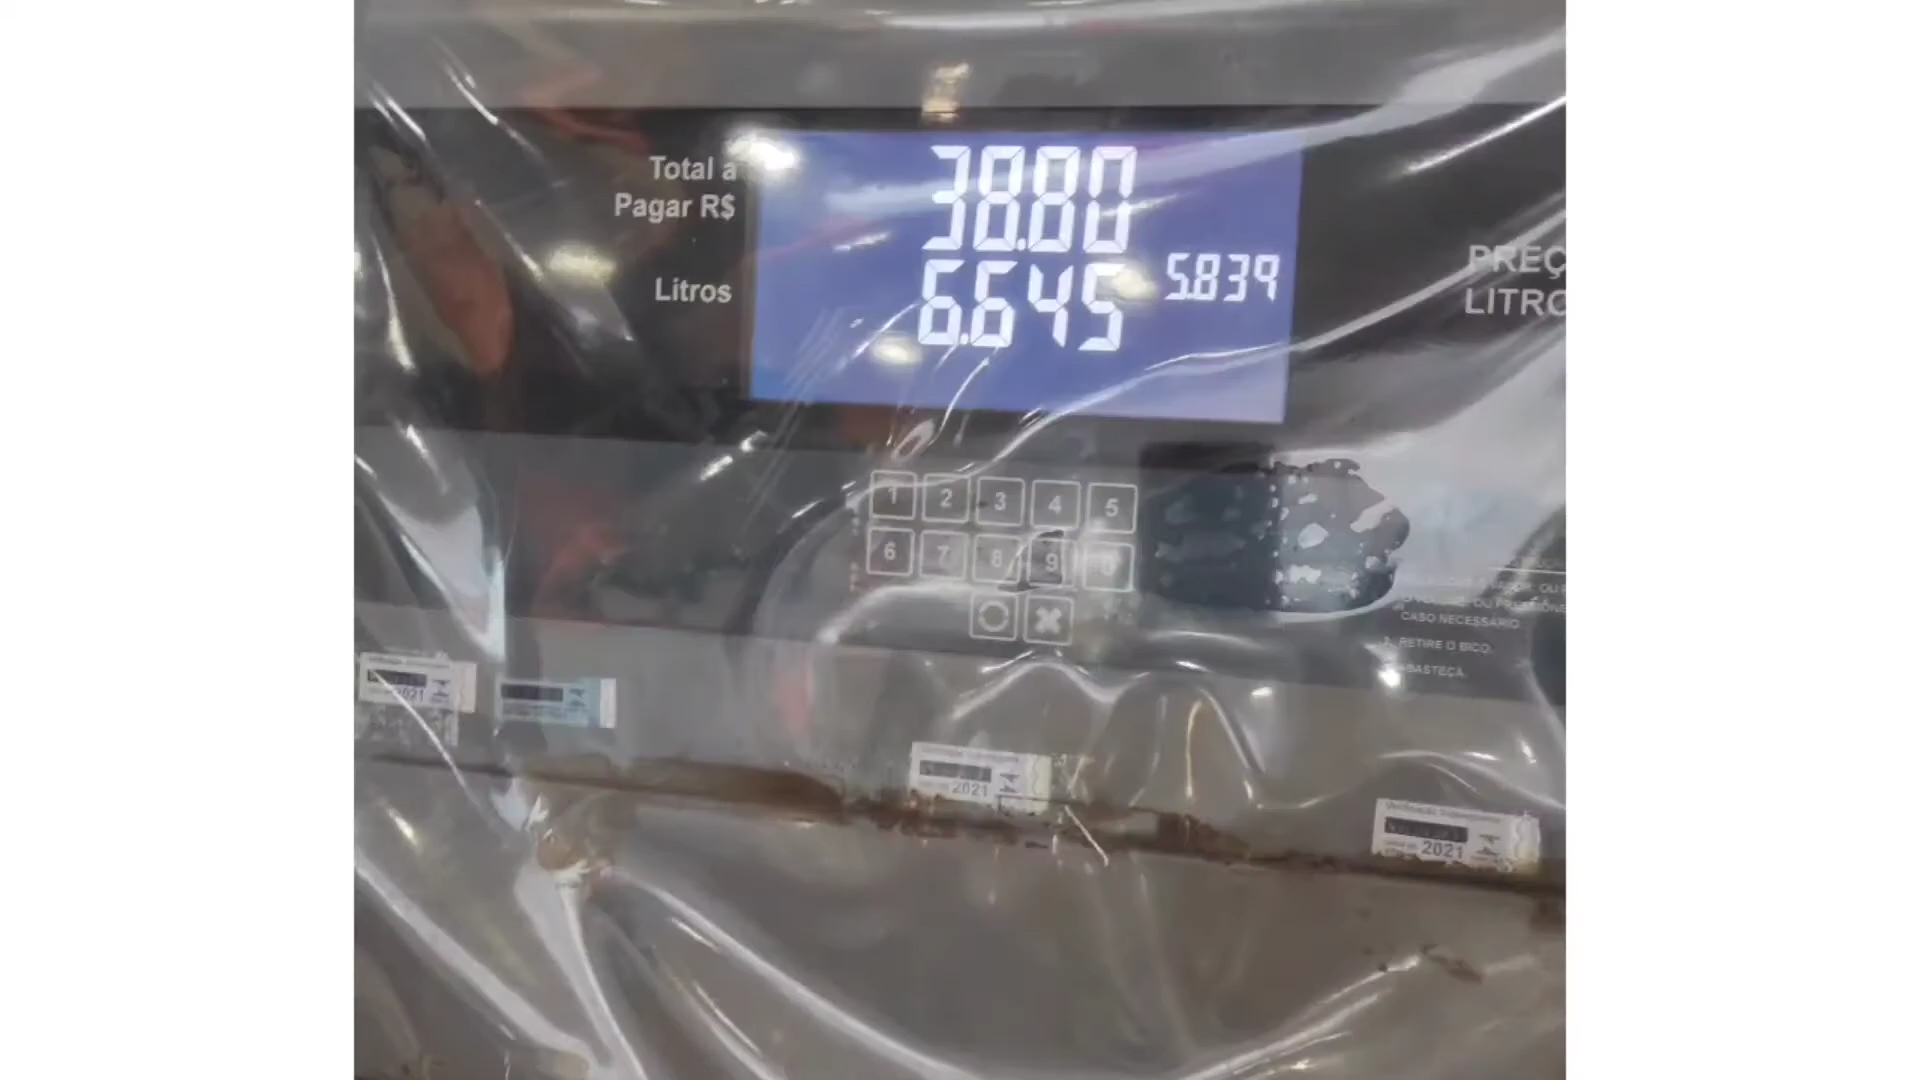 Total a
Pagar R$
38.80
Litros
6.645
5.839
PREÇ
LITRO
1 2 3 4 5
6 7 8 9 0
CASO NECESSÁRIO
RETIRE O BICO.
ABASTEÇA.
2021
2021
2021